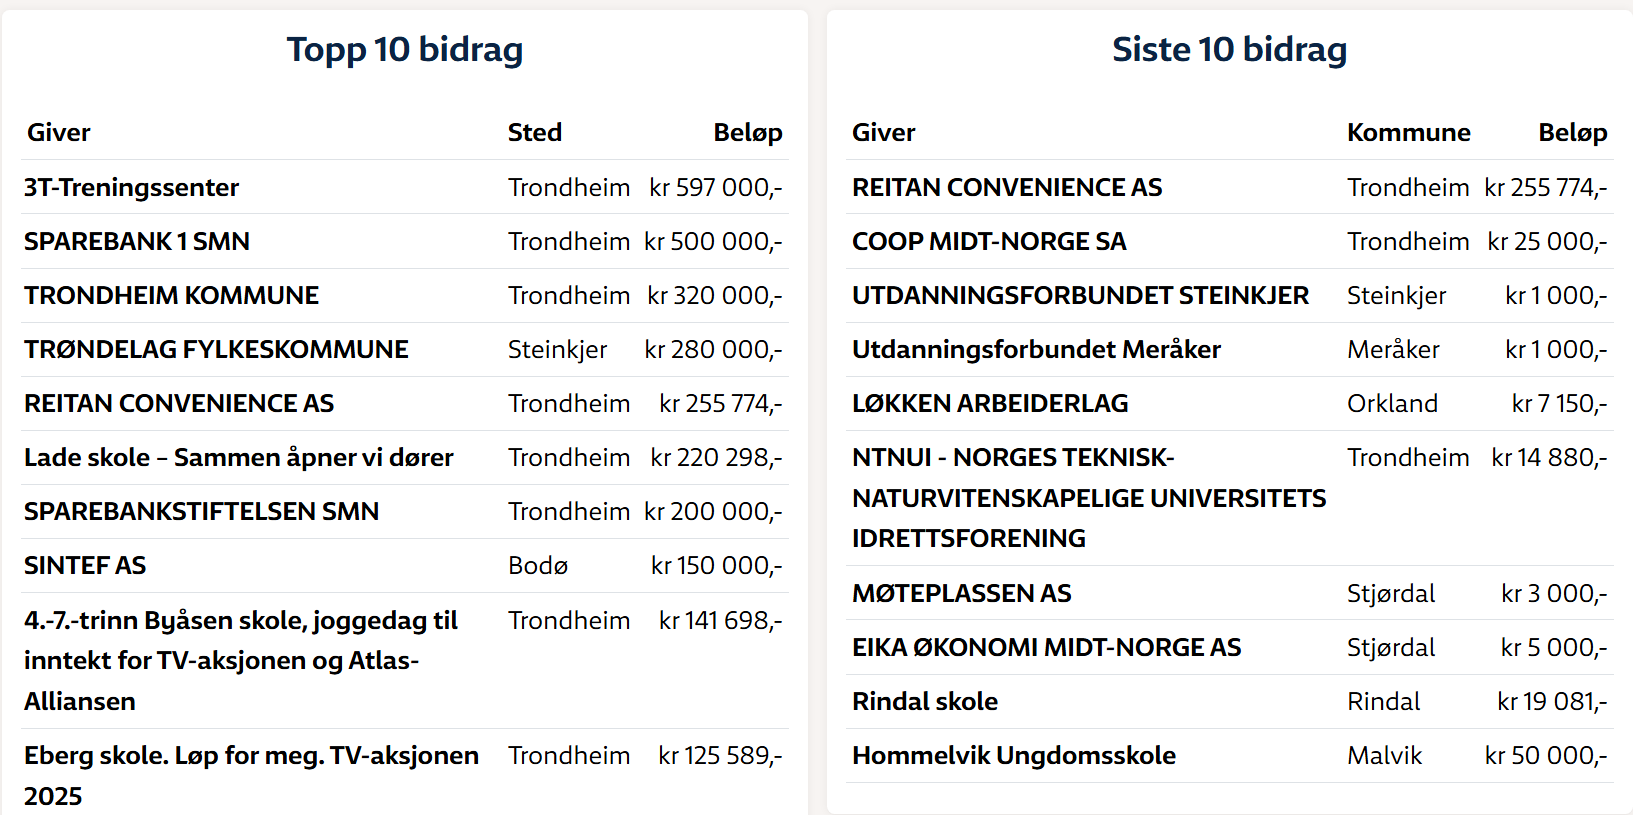 Topp 10 bidrag
Giver Sted Beløp
3T-Treningssenter Trondheim kr 597 000,-
SPAREBANK 1 SMN Trondheim kr 500 000,-
TRONDHEIM KOMMUNE Trondheim kr 320 000,-
TRØNDELAG FYLKESKOMMUNE Steinkjer kr 280 000,-
REITAN CONVENIENCE AS Trondheim kr 255 774,-
Lade skole – Sammen åpner vi dører Trondheim kr 220 298,-
SPAREBANKSTIFTELSEN SMN Trondheim kr 200 000,-
SINTEF AS Bodø kr 150 000,-
4.-7.-trinn Byåsen skole, joggedag til Trondheim kr 141 698,-
inntekt for TV-aksjonen og Atlas-
Alliansen
Eberg skole. Løp for meg. TV-aksjonen Trondheim kr 125 589,-
2025
Siste 10 bidrag
Giver Kommune Beløp
REITAN CONVENIENCE AS Trondheim kr 255 774,-
COOP MIDT-NORGE SA Trondheim kr 25 000,-
UTDANNINGSFORBUNDET STEINKJER Steinkjer kr 1 000,-
Utdanningsforbundet Meråker Meråker kr 1 000,-
LØKKEN ARBEIDERLAG Orkland kr 7 150,-
NTNUI - NORGES TEKNISK- Trondheim kr 14 880,-
NATURVITENSKAPELIGE UNIVERSITETS
IDRETTSFORENING
MØTEPLASSEN AS Stjørdal kr 3 000,-
EIKA ØKONOMI MIDT-NORGE AS Stjørdal kr 5 000,-
Rindal skole Rindal kr 19 081,-
Hommelvik Ungdomsskole Malvik kr 50 000,-